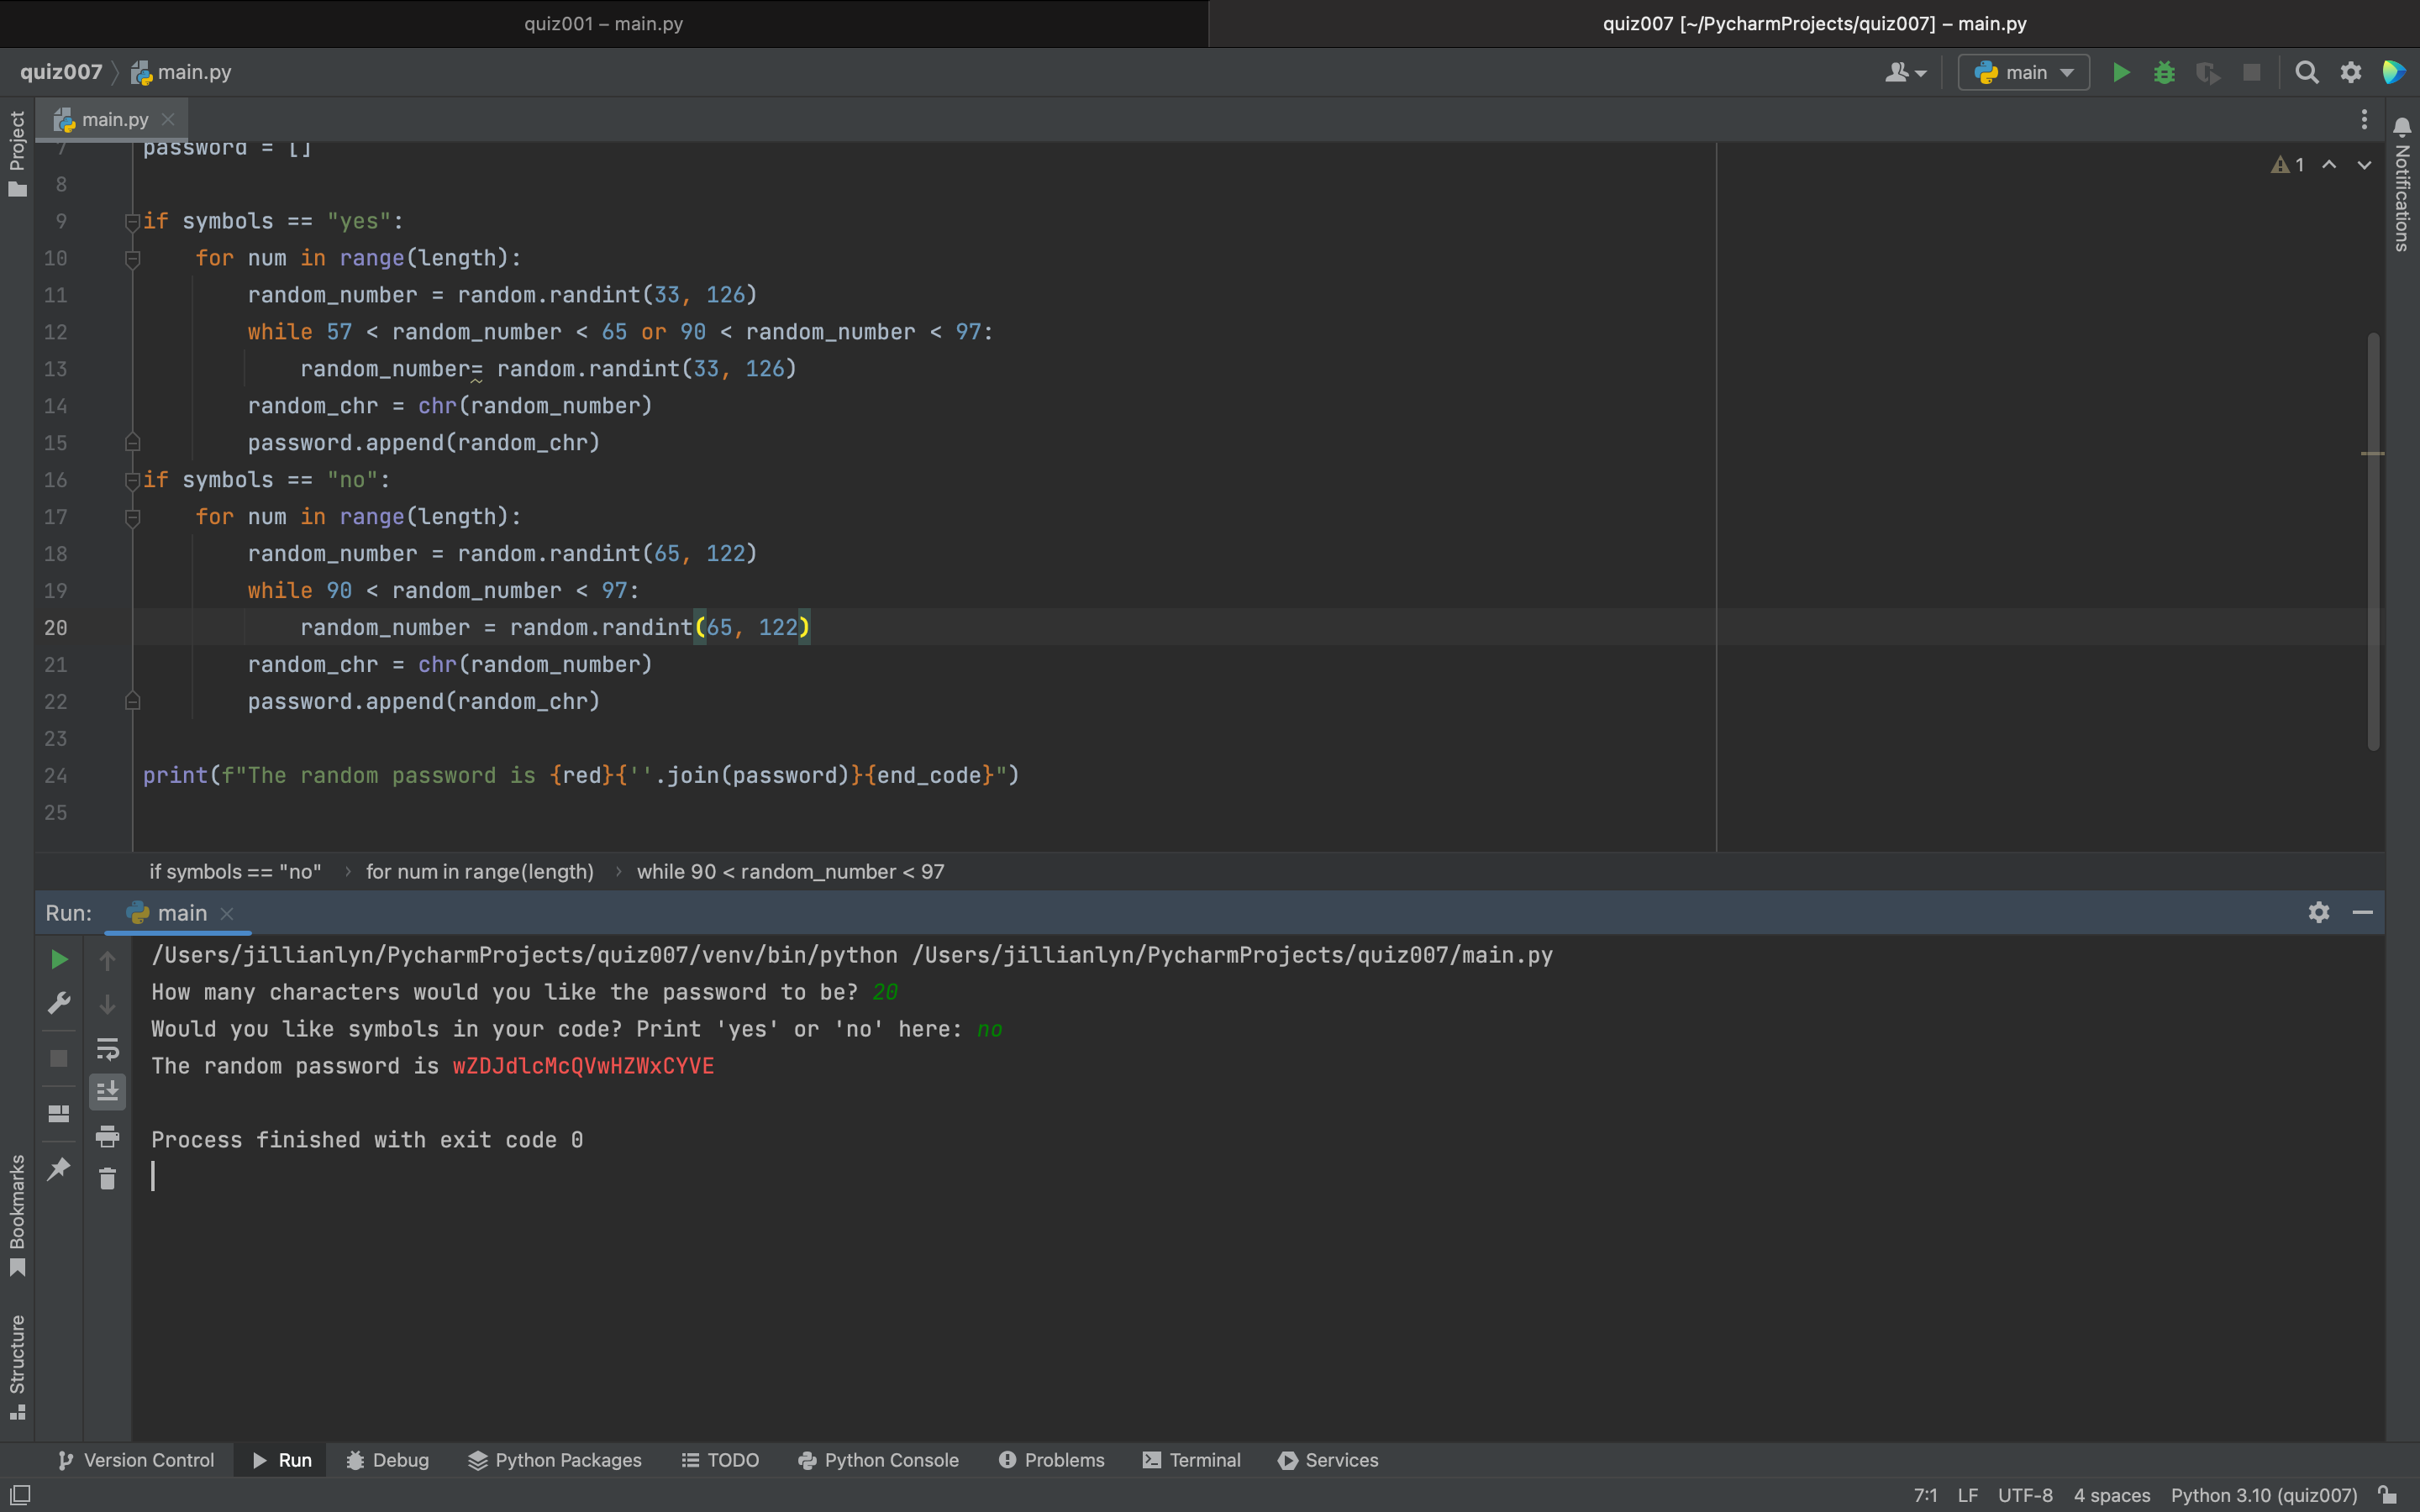 quiz001 – main.py
quiz007 [~/PycharmProjects/quiz007] – main.py
quiz007 main.py
main
main.py
Project
Notifications
1
7 password = []
8
9 if symbols == "yes":
10 for num in range(length):
11 random_number = random.randint(33, 126)
12 while 57 < random_number < 65 or 90 < random_number < 97:
13 random_number= random.randint(33, 126)
14 random_chr = chr(random_number)
15 password.append(random_chr)
16 if symbols == "no":
17 for num in range(length):
18 random_number = random.randint(65, 122)
19 while 90 < random_number < 97:
20 random_number = random.randint(65, 122)
21 random_chr = chr(random_number)
22 password.append(random_chr)
23
24 print(f"The random password is {red}{''.join(password)}{end_code}")
25
if symbols == "no" › for num in range(length) › while 90 < random_number < 97
Run: main
/Users/jillianlyn/PycharmProjects/quiz007/venv/bin/python /Users/jillianlyn/PycharmProjects/quiz007/main.py
How many characters would you like the password to be? 20
Would you like symbols in your code? Print 'yes' or 'no' here: no
The random password is wZDJdlcMcQVwHZWxCYVE
Process finished with exit code 0
Bookmarks
Structure
Version Control Run Debug Python Packages TODO Python Console Problems Terminal Services
7:1 LF UTF-8 4 spaces Python 3.10 (quiz007)